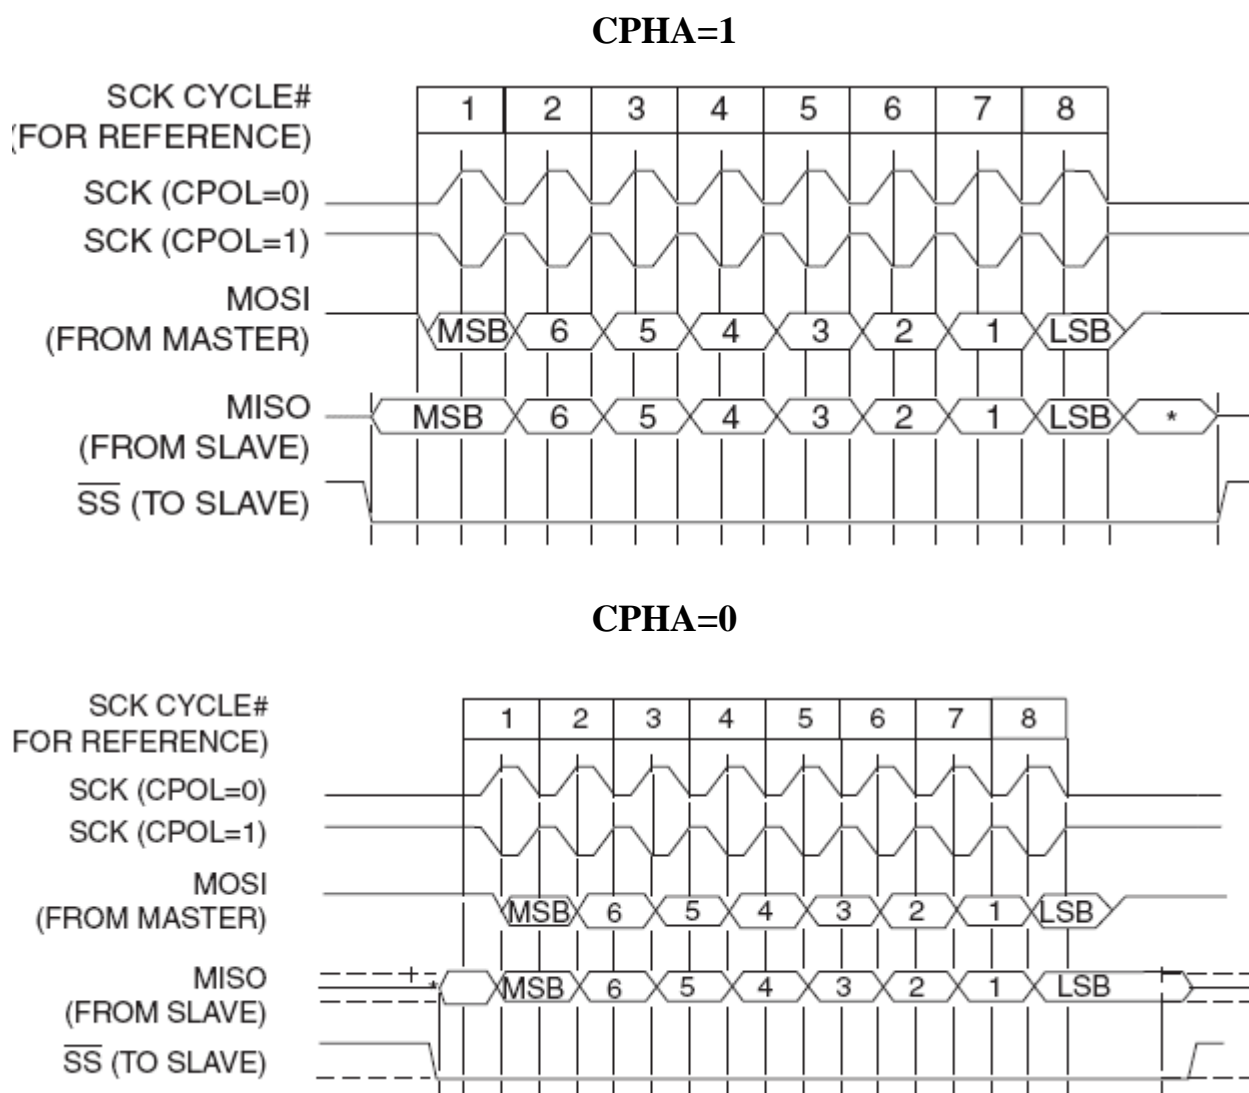 CPHA=1
SCK CYCLE# 1 2 3 4 5 6 7 8
(FOR REFERENCE)
SCK (CPOL=0)
SCK (CPOL=1)
MOSI
(FROM MASTER) MSB 6 5 4 3 2 1 LSB
MISO MSB 6 5 4 3 2 1 LSB *
(FROM SLAVE)
SS (TO SLAVE)
CPHA=0
SCK CYCLE# 1 2 3 4 5 6 7 8
FOR REFERENCE)
SCK (CPOL=0)
SCK (CPOL=1)
MOSI
(FROM MASTER) MSB 6 5 4 3 2 1 LSB
MISO * MSB 6 5 4 3 2 1 LSB
(FROM SLAVE)
SS (TO SLAVE)